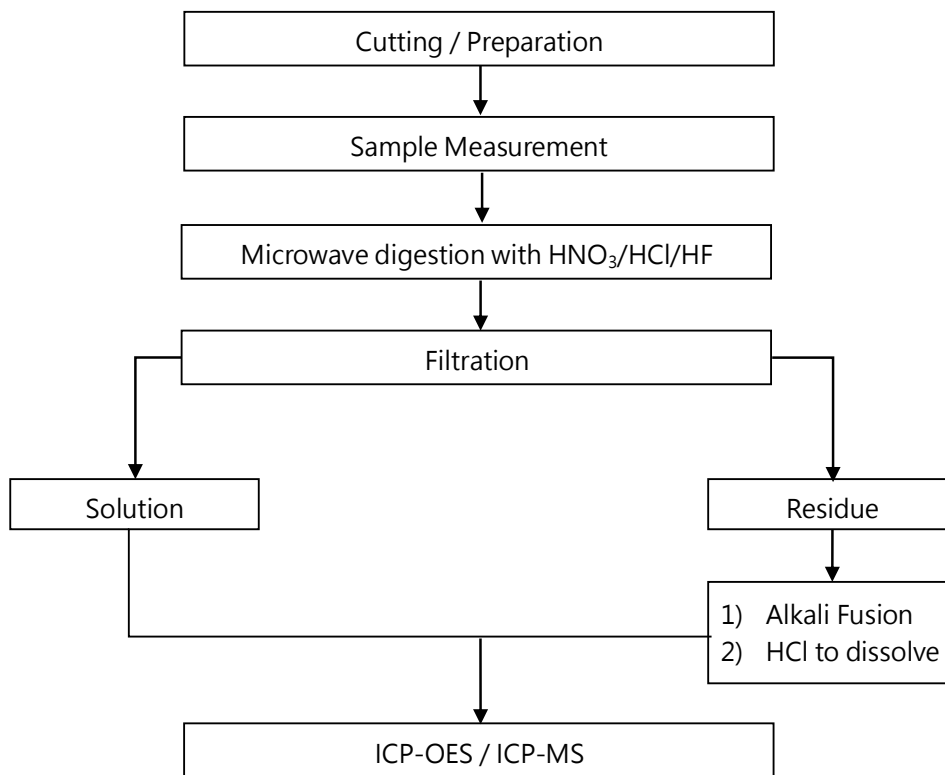 Cutting / Preparation
Sample Measurement
Microwave digestion with HNO₃/HCl/HF
Filtration
Solution
Residue
1) Alkali Fusion
2) HCl to dissolve
ICP-OES / ICP-MS